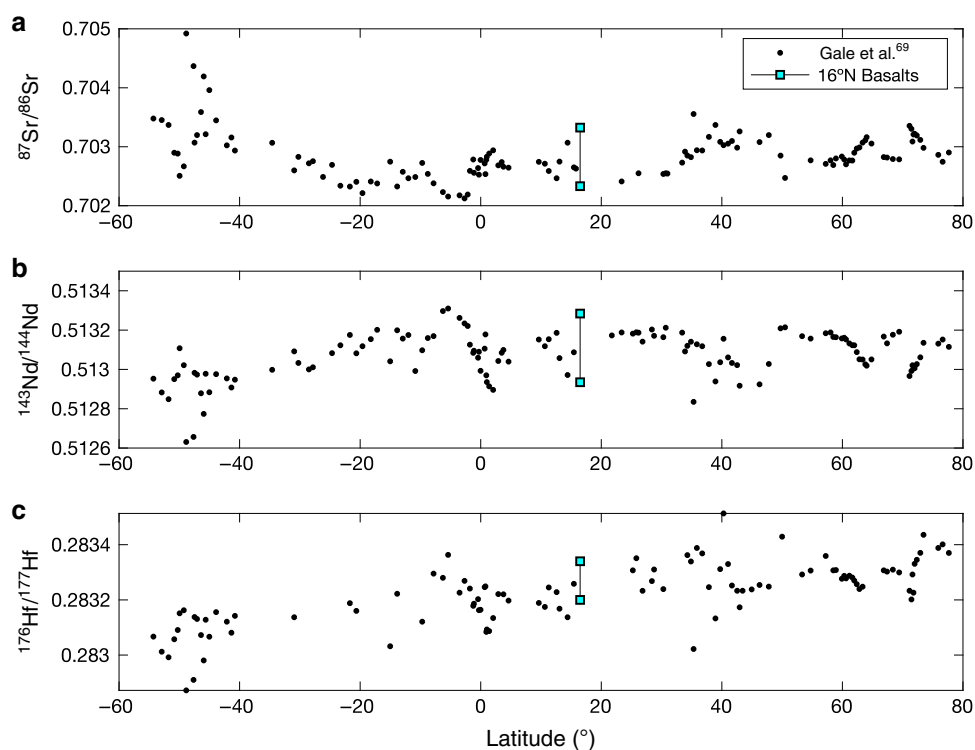 a
0.705
0.704
0.703
0.702
87Sr/86Sr
Gale et al.69
16ºN Basalts
−60 −40 −20 0 20 40 60 80
b
0.5134
0.5132
0.513
0.5128
0.5126
143Nd/144Nd
−60 −40 −20 0 20 40 60 80
c
0.2834
0.2832
0.283
176Hf/177Hf
−60 −40 −20 0 20 40 60 80
Latitude (°)